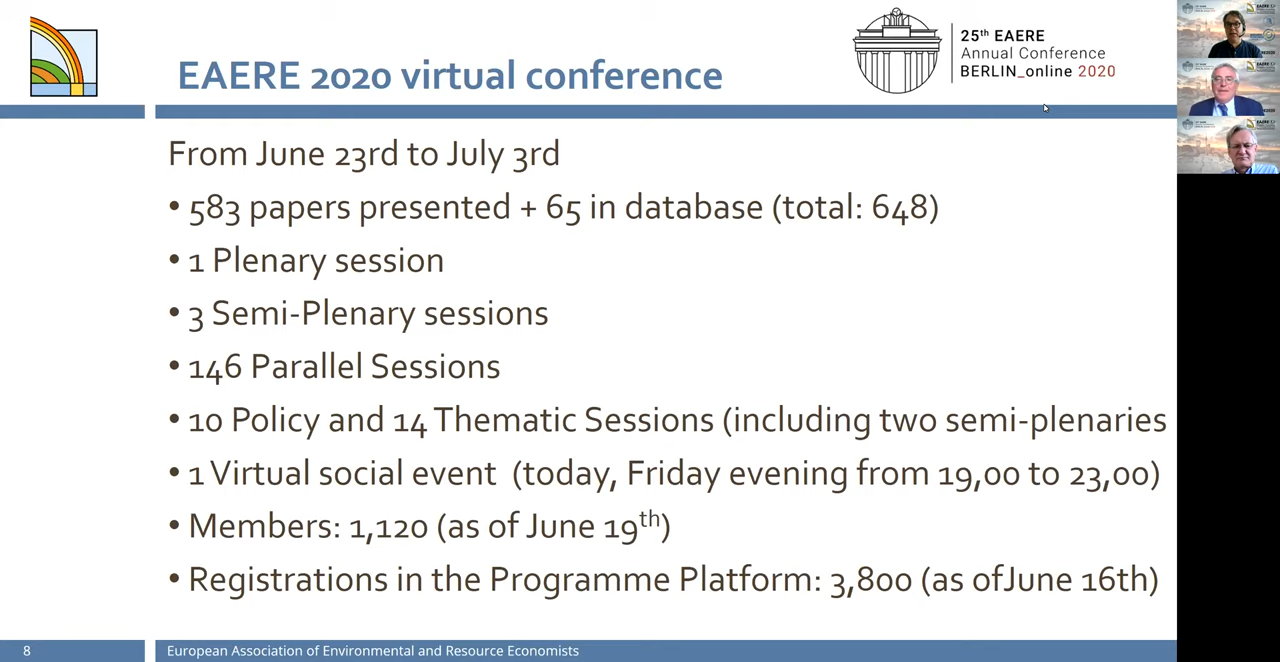 EAERE 2020 virtual conference
25th EAERE
Annual Conference
BERLIN_online 2020
From June 23rd to July 3rd
• 583 papers presented + 65 in database (total: 648)
• 1 Plenary session
• 3 Semi-Plenary sessions
• 146 Parallel Sessions
• 10 Policy and 14 Thematic Sessions (including two semi-plenaries
• 1 Virtual social event (today, Friday evening from 19,00 to 23,00)
• Members: 1,120 (as of June 19th)
• Registrations in the Programme Platform: 3,800 (as ofJune 16th)
8
European Association of Environmental and Resource Economists